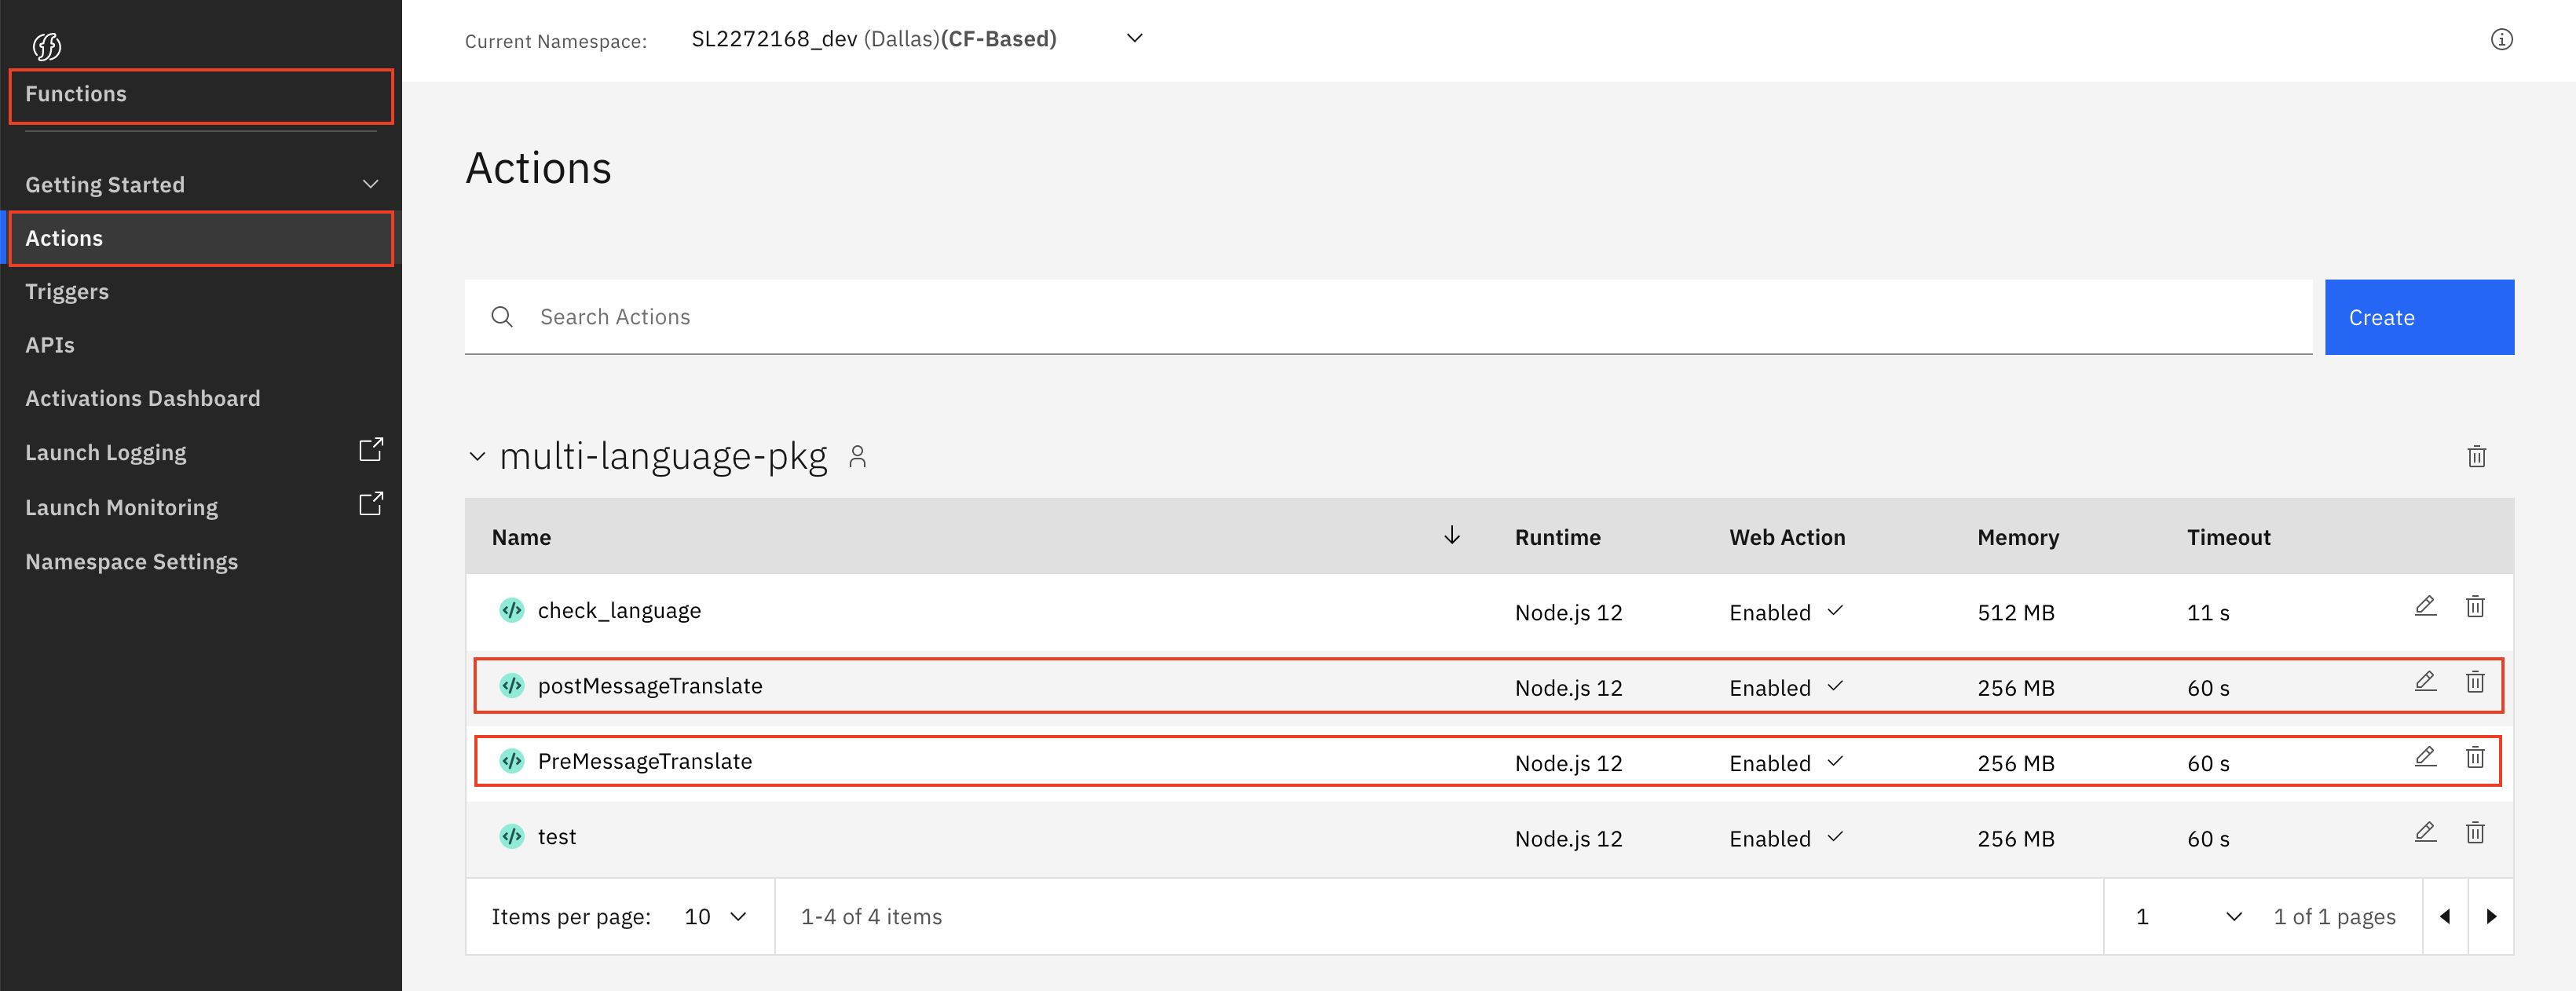 Functions
Getting Started
Actions
Triggers
APIs
Activations Dashboard
Launch Logging
Launch Monitoring
Namespace Settings
Current Namespace: SL2272168_dev (Dallas)(CF-Based)
Actions
Search Actions
Create
multi-language-pkg
Name Runtime Web Action Memory Timeout
check_language Node.js 12 Enabled 512 MB 11 s
postMessageTranslate Node.js 12 Enabled 256 MB 60 s
PreMessageTranslate Node.js 12 Enabled 256 MB 60 s
test Node.js 12 Enabled 256 MB 60 s
Items per page: 10 1-4 of 4 items 1 1 of 1 pages